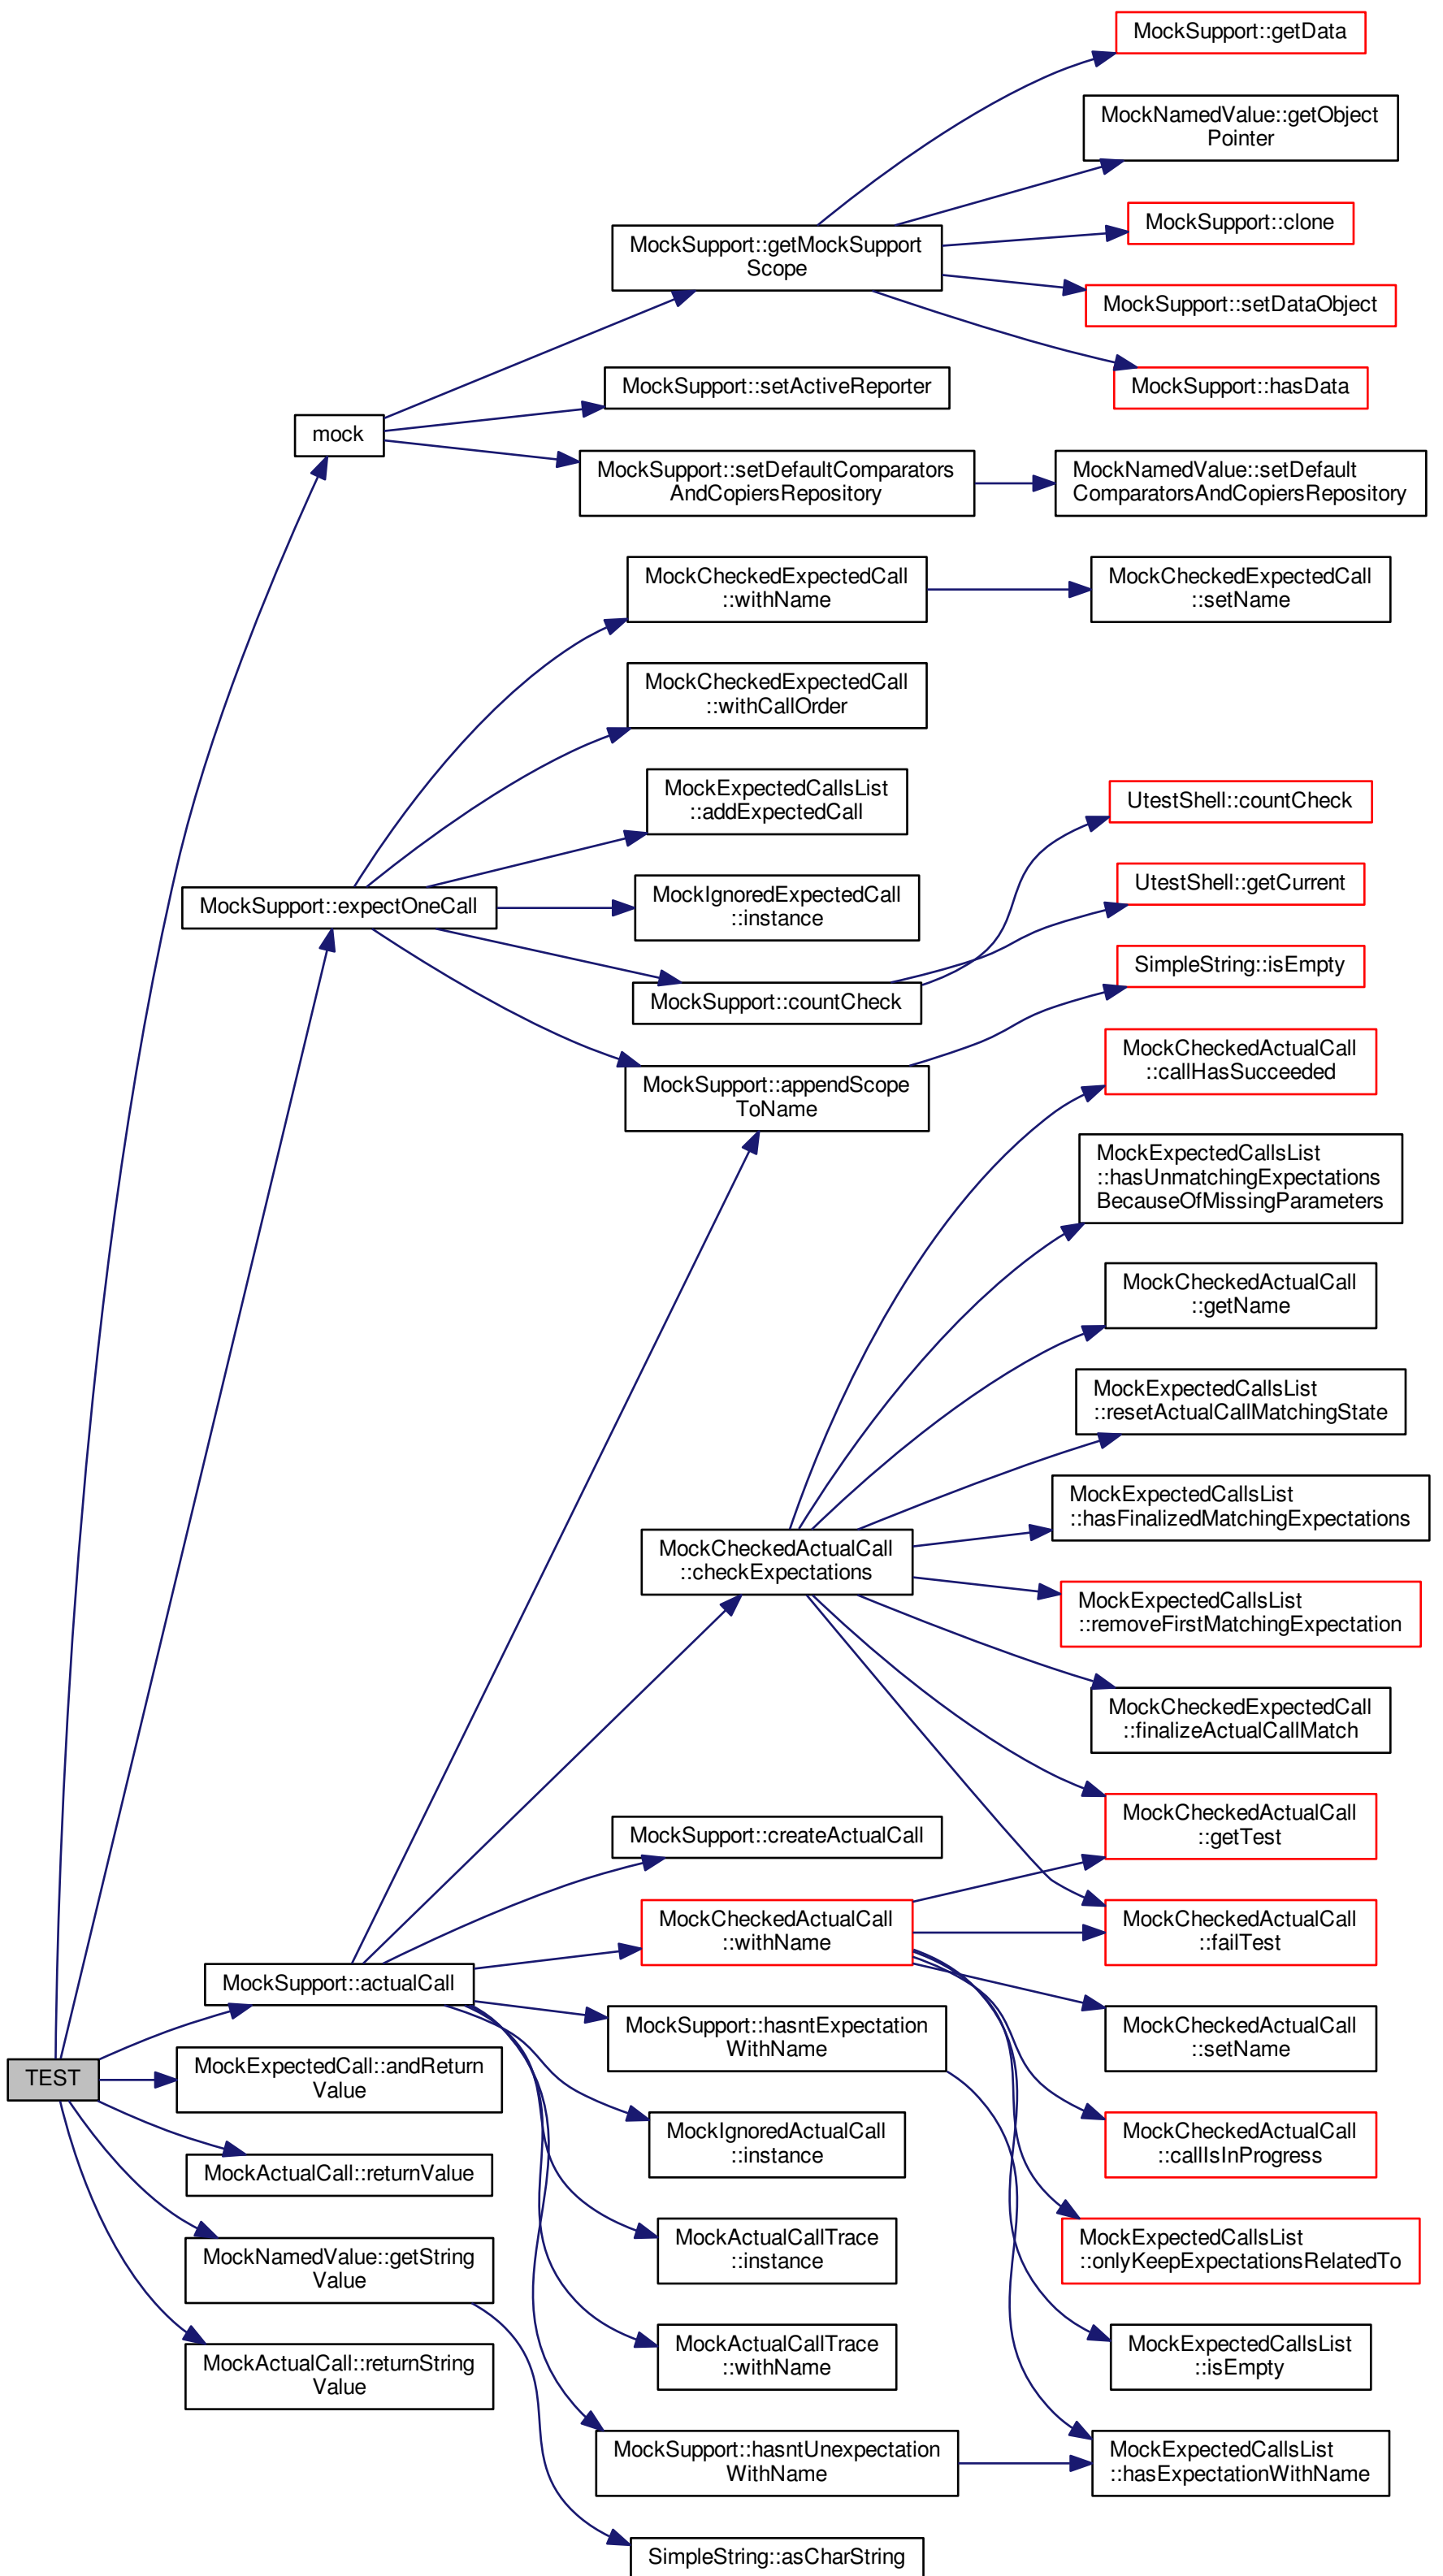 MockSupport::getData
MockNamedValue::getObject
Pointer
MockSupport::getMockSupport
Scope
MockSupport::clone
MockSupport::setDataObject
MockSupport::hasData
MockSupport::setActiveReporter
mock
MockSupport::setDefaultComparators
AndCopiersRepository
MockNamedValue::setDefault
ComparatorsAndCopiersRepository
MockCheckedExpectedCall
::withName
MockCheckedExpectedCall
::setName
MockCheckedExpectedCall
::withCallOrder
MockExpectedCallsList
::addExpectedCall
UtestShell::countCheck
MockSupport::expectOneCall
MockIgnoredExpectedCall
::instance
UtestShell::getCurrent
MockSupport::countCheck
SimpleString::isEmpty
MockSupport::appendScope
ToName
MockCheckedActualCall
::callHasSucceeded
MockExpectedCallsList
::hasUnmatchingExpectations
BecauseOfMissingParameters
MockCheckedActualCall
::getName
MockExpectedCallsList
::resetActualCallMatchingState
MockCheckedActualCall
::checkExpectations
MockExpectedCallsList
::hasFinalizedMatchingExpectations
MockExpectedCallsList
::removeFirstMatchingExpectation
MockCheckedExpectedCall
::finalizeActualCallMatch
MockSupport::createActualCall
MockCheckedActualCall
::getTest
MockCheckedActualCall
::withName
MockCheckedActualCall
::failTest
MockSupport::actualCall
MockSupport::hasntExpectation
WithName
MockCheckedActualCall
::setName
TEST
MockExpectedCall::andReturn
Value
MockIgnoredActualCall
::instance
MockCheckedActualCall
::callIsInProgress
MockActualCall::returnValue
MockNamedValue::getString
Value
MockActualCallTrace
::instance
MockExpectedCallsList
::onlyKeepExpectationsRelatedTo
MockActualCall::returnString
Value
MockActualCallTrace
::withName
MockExpectedCallsList
::isEmpty
MockSupport::hasntUnexpectation
WithName
MockExpectedCallsList
::hasExpectationWithName
SimpleString::asCharString